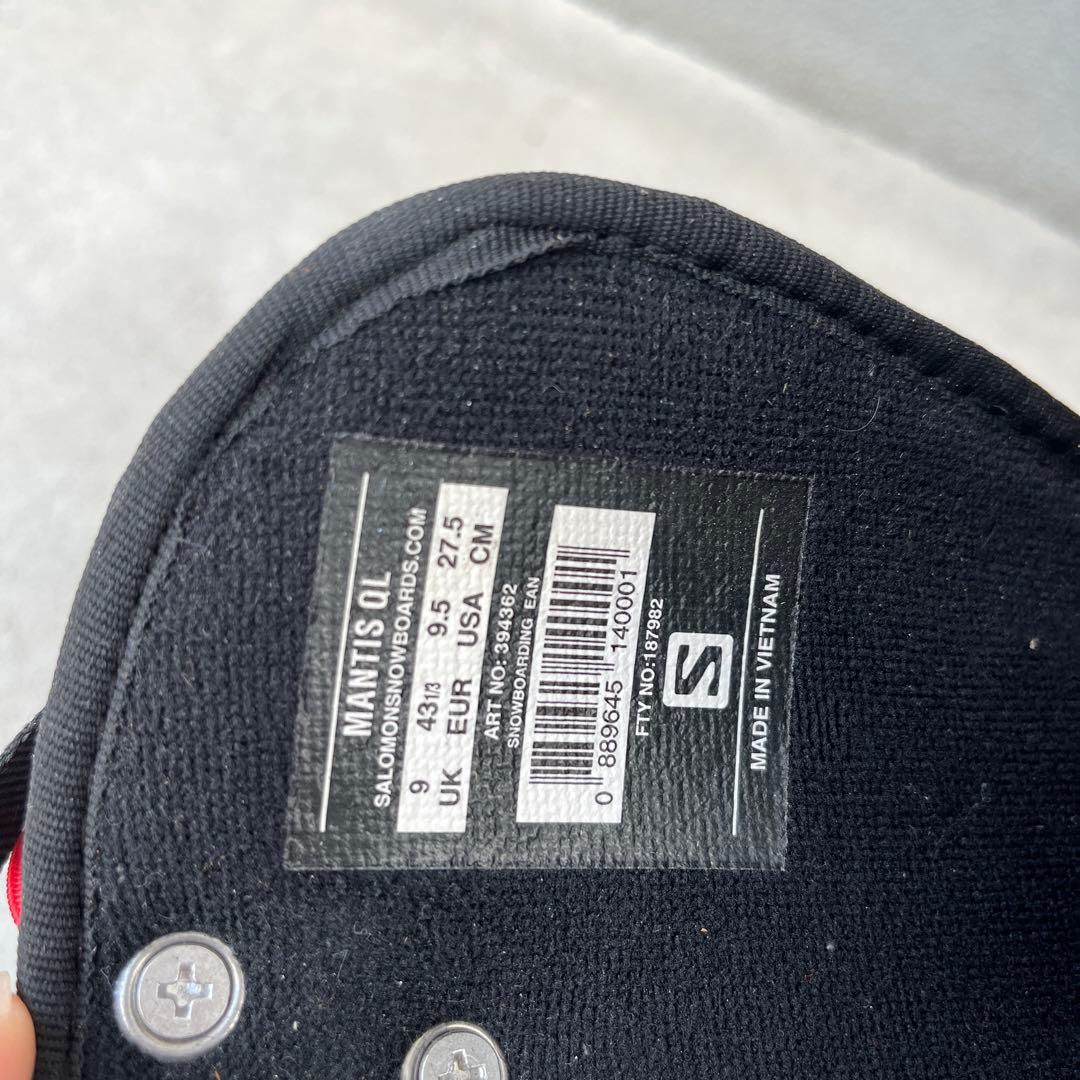 MANTIS QL
SALOMONSNOWBOARDS.COM
9 43 1/3 9.5 27.5
UK EUR USA CM
ART NO: 394362
SNOWBOARDING EAN
0 889645 140001
FTY NO:187982
S
MADE IN VIETNAM